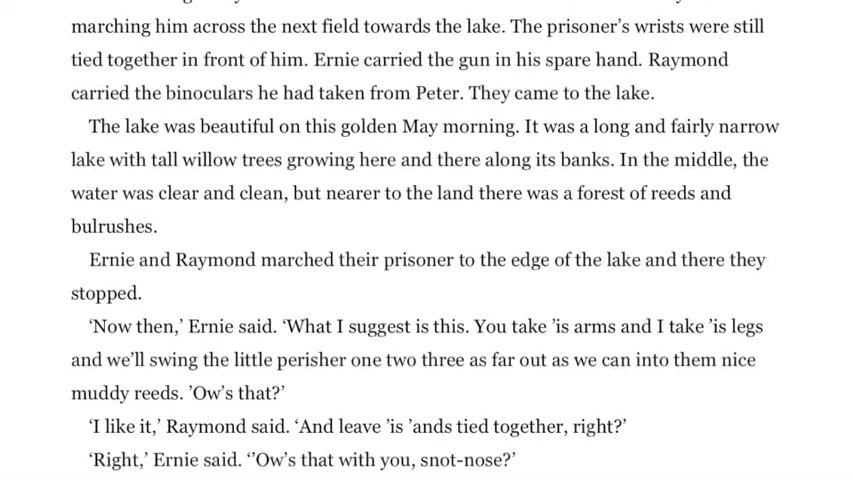 marching him across the next field towards the lake. The prisoner’s wrists were still
tied together in front of him. Ernie carried the gun in his spare hand. Raymond
carried the binoculars he had taken from Peter. They came to the lake.
The lake was beautiful on this golden May morning. It was a long and fairly narrow
lake with tall willow trees growing here and there along its banks. In the middle, the
water was clear and clean, but nearer to the land there was a forest of reeds and
bulrushes.
Ernie and Raymond marched their prisoner to the edge of the lake and there they
stopped.
‘Now then,’ Ernie said. ‘What I suggest is this. You take ’is arms and I take ’is legs
and we’ll swing the little perisher one two three as far out as we can into them nice
muddy reeds. ’Ow’s that?’
‘I like it,’ Raymond said. ‘And leave ’is ’ands tied together, right?’
‘Right,’ Ernie said. ‘’Ow’s that with you, snot-nose?’